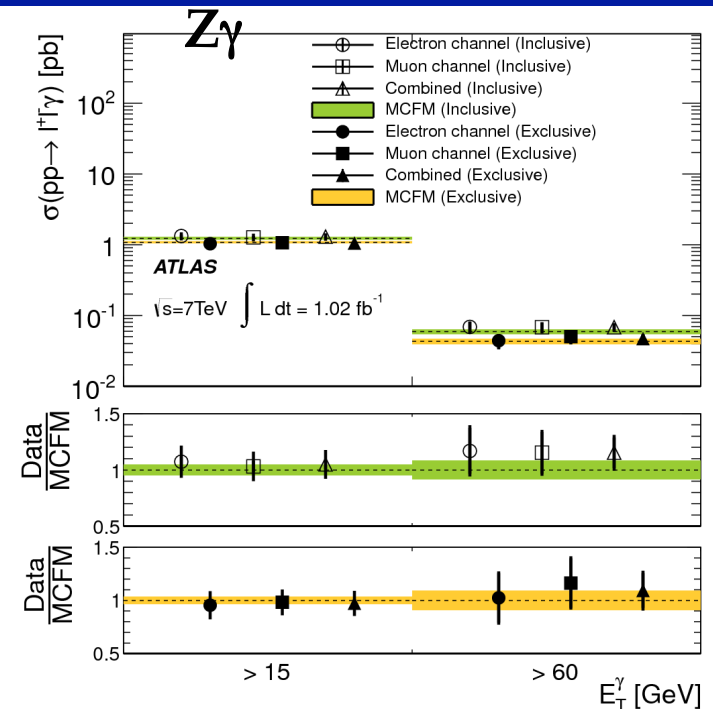 Zγ
σ(pp→ l⁺l⁻γ) [pb]
10²
10
1
10⁻¹
10⁻²
Electron channel (Inclusive)
Muon channel (Inclusive)
Combined (Inclusive)
MCFM (Inclusive)
Electron channel (Exclusive)
Muon channel (Exclusive)
Combined (Exclusive)
MCFM (Exclusive)
ATLAS
√s=7TeV ∫ L dt = 1.02 fb⁻¹
Data
MCFM
1.5
1
0.5
Data
MCFM
1.5
1
0.5
> 15
> 60
E_T^γ [GeV]